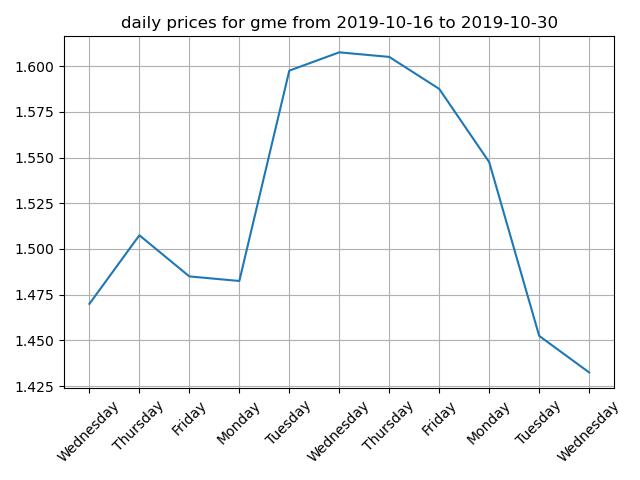 daily prices for gme from 2019-10-16 to 2019-10-30
1.600
1.575
1.550
1.525
1.500
1.475
1.450
1.425
Wednesday
Thursday
Friday
Monday
Tuesday
Wednesday
Thursday
Friday
Monday
Tuesday
Wednesday